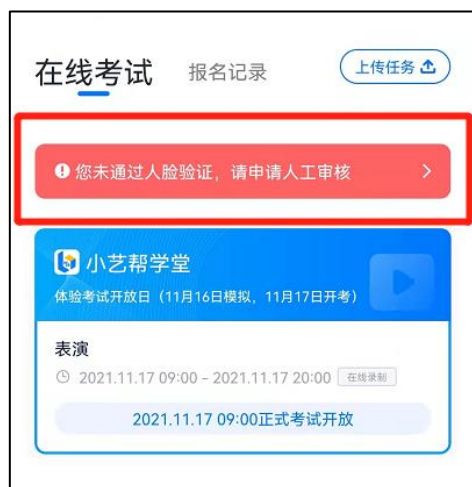 在线考试 报名记录 上传任务
您未通过人脸验证，请申请人工审核
小艺帮学堂
体验考试开放日（11月16日模拟，11月17日开考）
表演
2021.11.17 09:00 - 2021.11.17 20:00 在线录制
2021.11.17 09:00正式考试开放